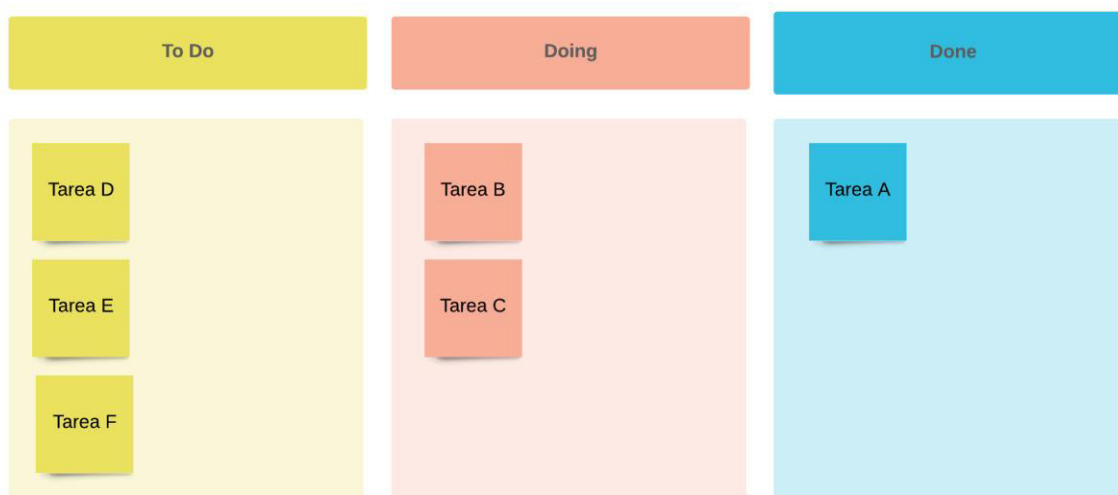 To Do
Doing
Done
Tarea D
Tarea B
Tarea A
Tarea E
Tarea C
Tarea F